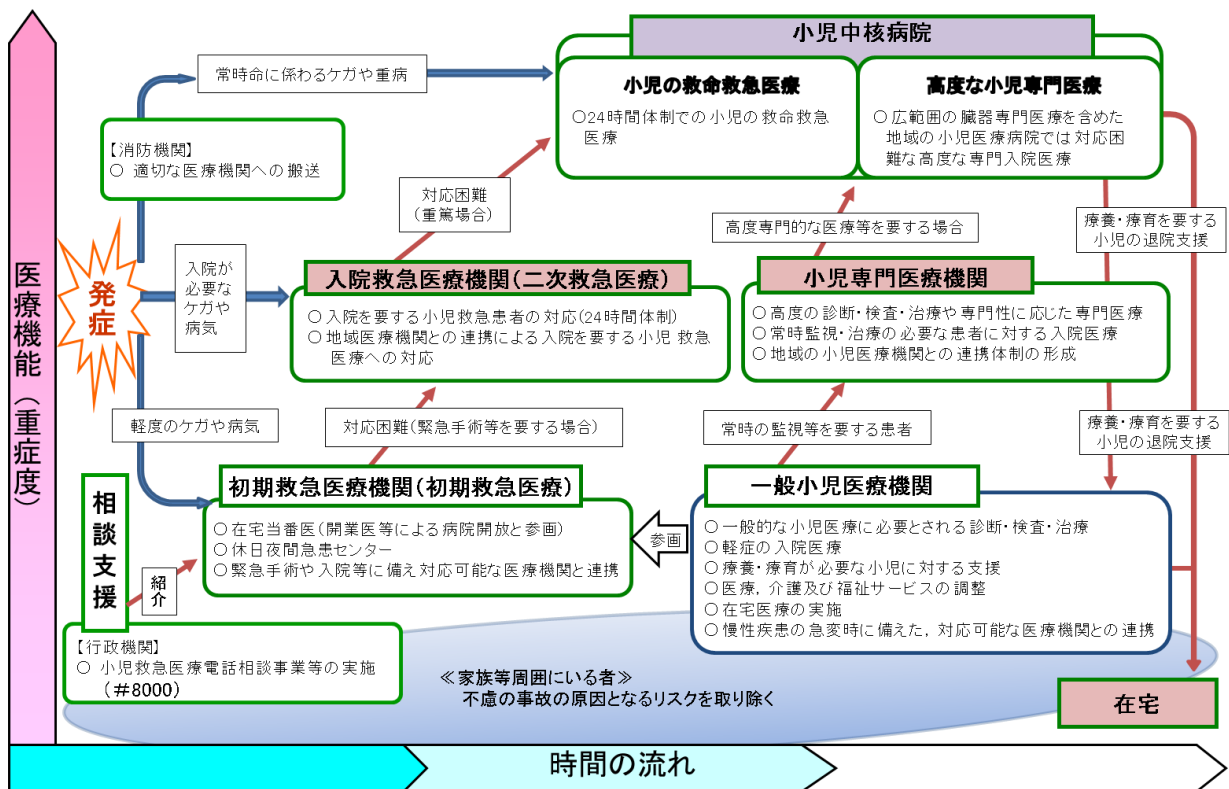 小児中核病院
小児の救命救急医療
○24時間体制での小児の救命救急
医療
高度な小児専門医療
○広範囲の臓器専門医療を含めた
地域の小児医療病院では対応困
難な高度な専門入院医療
常時命に係わるケガや重病
【消防機関】
○ 適切な医療機関への搬送
対応困難
(重篤場合)
高度専門的な医療等を要する場合
療養・療育を要する
小児の退院支援
医療機能（重症度）
発症
入院が
必要な
ケガや
病気
入院救急医療機関(二次救急医療)
○入院を要する小児救急患者の対応(24時間体制)
○地域医療機関との連携による入院を要する小児 救急
医療への対応
小児専門医療機関
○高度の診断・検査・治療や専門性に応じた専門医療
○常時監視・治療の必要な患者に対する入院医療
○地域の小児医療機関との連携体制の形成
軽度のケガや病気
対応困難(緊急手術等を要する場合)
常時の監視等を要する患者
療養・療育を要する
小児の退院支援
相談支援
紹介
初期救急医療機関(初期救急医療)
○在宅当番医(開業医等による病院開放と参画)
○休日夜間急患センター
○緊急手術や入院等に備え対応可能な医療機関と連携
参画
一般小児医療機関
○一般的な小児医療に必要とされる診断・検査・治療
○軽症の入院医療
○療養・療育が必要な小児に対する支援
○医療，介護及び福祉サービスの調整
○在宅医療の実施
○慢性疾患の急変時に備えた，対応可能な医療機関との連携
【行政機関】
○ 小児救急医療電話相談事業等の実施
(#8000)
≪家族等周囲にいる者≫
不慮の事故の原因となるリスクを取り除く
在宅
時間の流れ